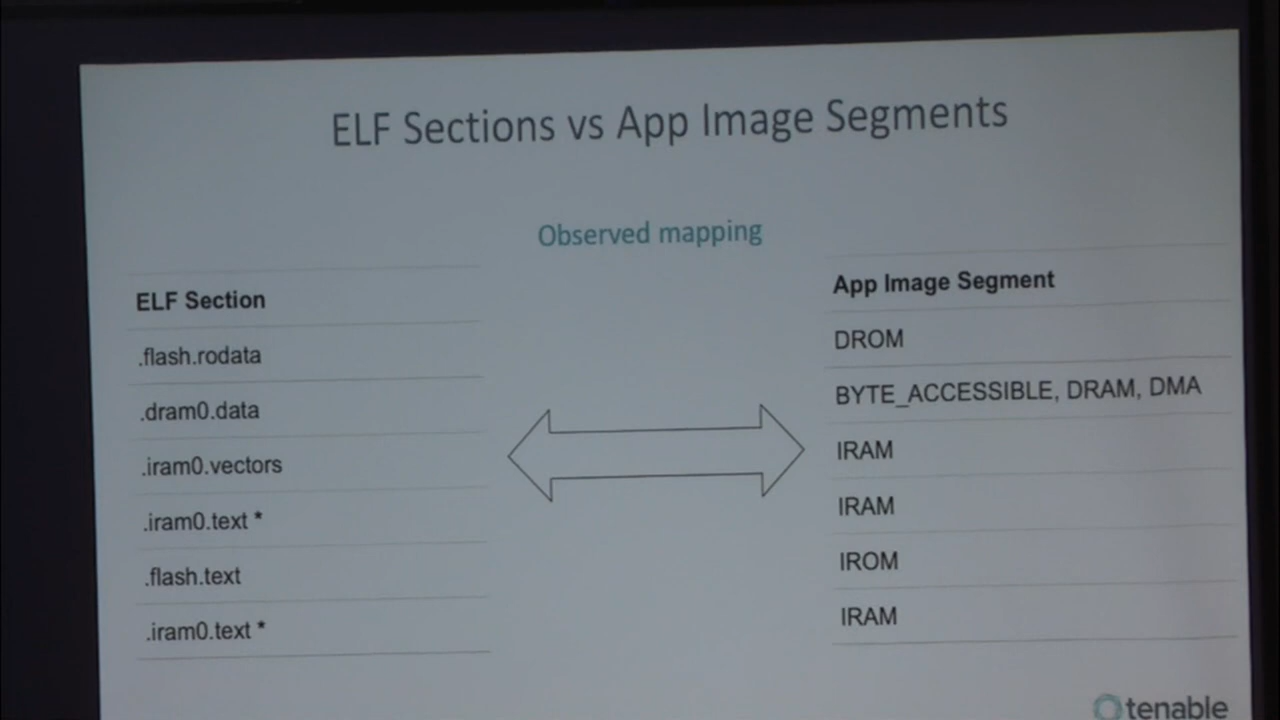 ELF Sections vs App Image Segments
Observed mapping
ELF Section
.flash.rodata
.dram0.data
.iram0.vectors
.iram0.text *
.flash.text
.iram0.text *
App Image Segment
DROM
BYTE_ACCESSIBLE, DRAM, DMA
IRAM
IRAM
IROM
IRAM
tenable